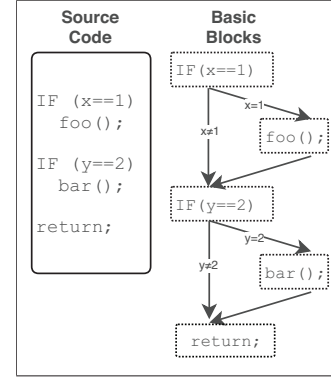 Source
Code
IF (x==1)
foo();
IF (y==2)
bar();
return;
Basic
Blocks
IF(x==1)
x=1
x≠1
foo();
IF(y==2)
y=2
y≠2
bar();
return;